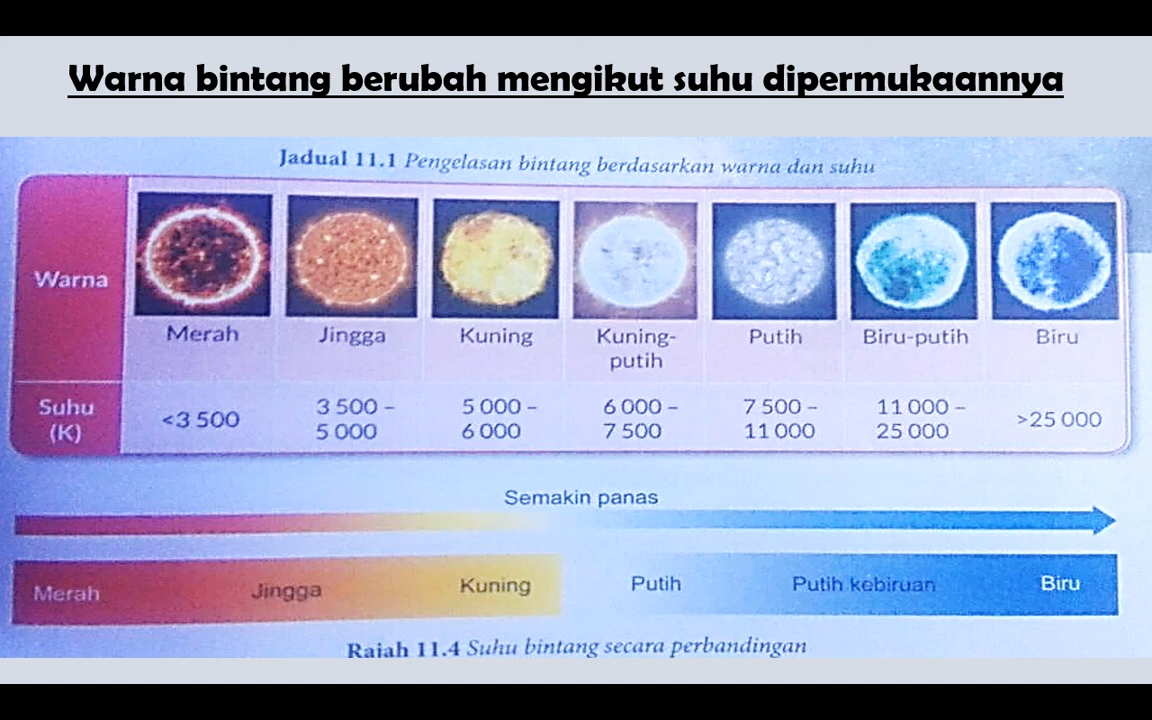 Warna bintang berubah mengikut suhu dipermukaannya
Jadual 11.1 Pengelasan bintang berdasarkan warna dan suhu
Warna
Merah
Jingga
Kuning
Kuning-
putih
Putih
Biru-putih
Biru
Suhu
(K)
<3 500
3 500 –
5 000
5 000 –
6 000
6 000 –
7 500
7 500 –
11 000
11 000 –
25 000
>25 000
Semakin panas
Merah
Jingga
Kuning
Putih
Putih kebiruan
Biru
Rajah 11.4 Suhu bintang secara perbandingan